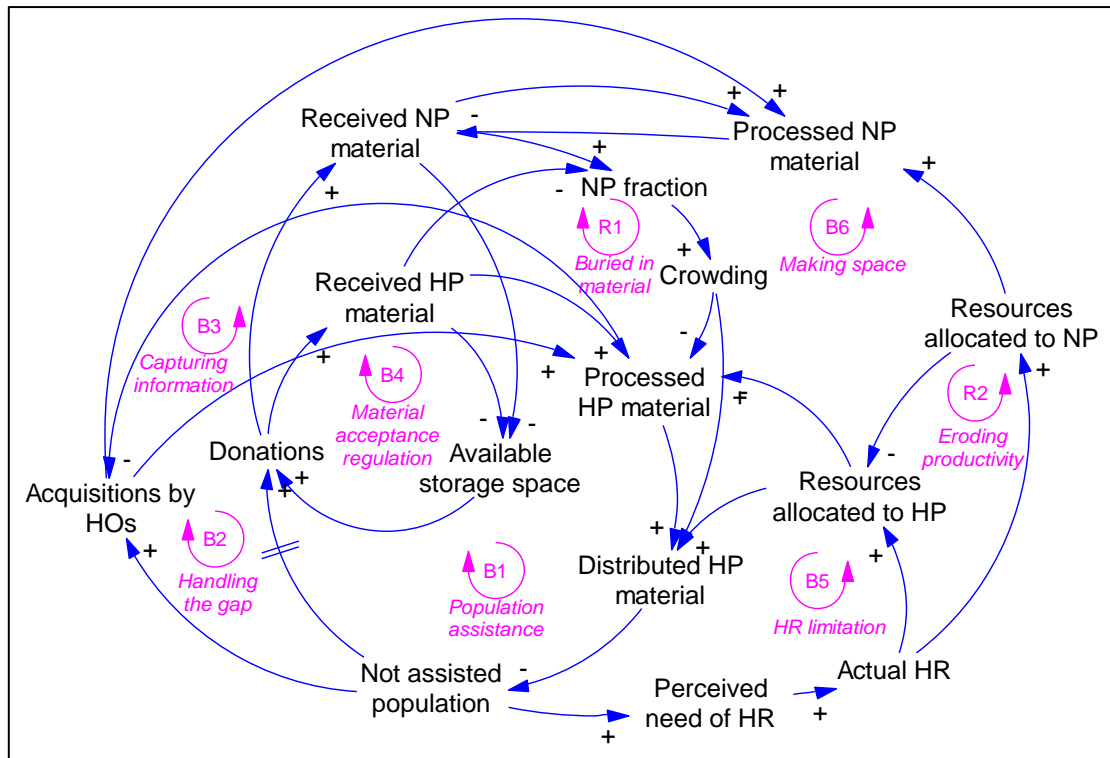 Received NP
material
Processed NP
material
NP fraction
R1
Buried in
material
B6
Making space
Crowding
Received HP
material
B3
Capturing
information
B4
Material
acceptance
regulation
Processed
HP material
Resources
allocated to NP
R2
Eroding
productivity
Donations
Available
storage space
Acquisitions by
HOs
Resources
allocated to HP
B2
Handling
the gap
B1
Population
assistance
Distributed HP
material
B5
HR limitation
Not assisted
population
Perceived
need of HR
Actual HR